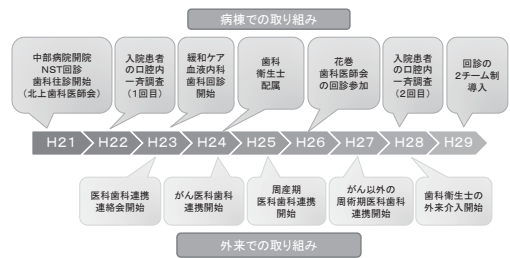 病棟での取り組み
中部病院開院
NST回診
歯科往診開始
(北上歯科医師会)
入院患者
の口腔内
一斉調査
(1回目)
緩和ケア
血液内科
歯科回診
開始
歯科
衛生士
配属
花巻
歯科医師会
の回診参加
入院患者
の口腔内
一斉調査
(2回目)
回診の
2チーム制
導入
H21 H22 H23 H24 H25 H26 H27 H28 H29
医科歯科連携
連絡会開始
がん医科歯科
連携開始
周産期
医科歯科連携
開始
がん以外の
周術期医科歯科
連携開始
歯科衛生士の
外来介入開始
外来での取り組み